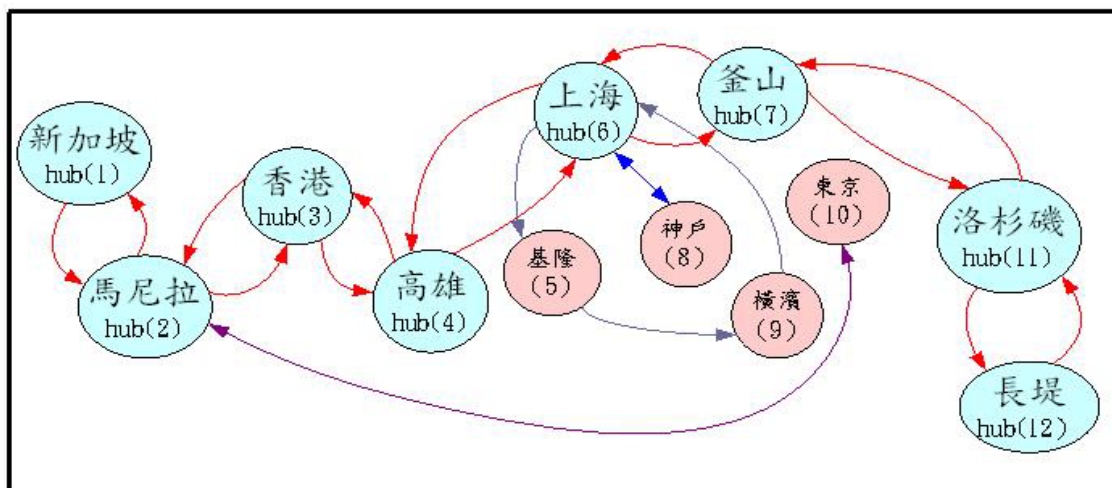 新加坡
hub(1)
馬尼拉
hub(2)
香港
hub(3)
高雄
hub(4)
基隆
(5)
上海
hub(6)
釜山
hub(7)
神戶
(8)
橫濱
(9)
東京
(10)
洛杉磯
hub(11)
長堤
hub(12)